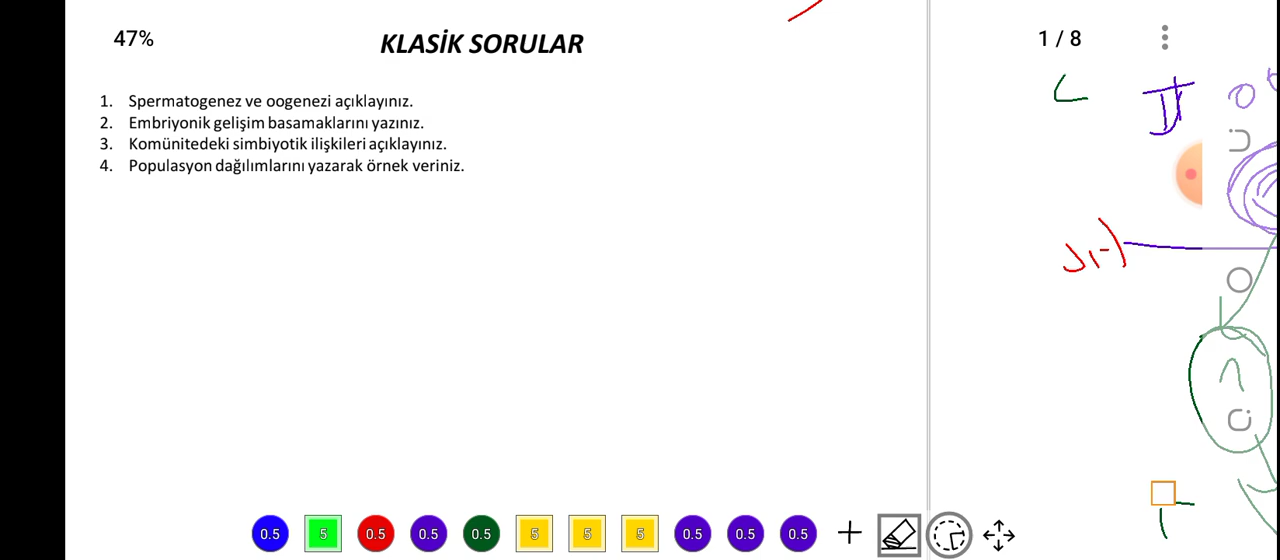 47%
KLASİK SORULAR
1 / 8
1. Spermatogenez ve oogenezi açıklayınız.
2. Embriyonik gelişim basamaklarını yazınız.
3. Komünitedeki simbiyotik ilişkileri açıklayınız.
4. Populasyon dağılımlarını yazarak örnek veriniz.
0.5 5 0.5 0.5 0.5 5 5 5 0.5 0.5 0.5